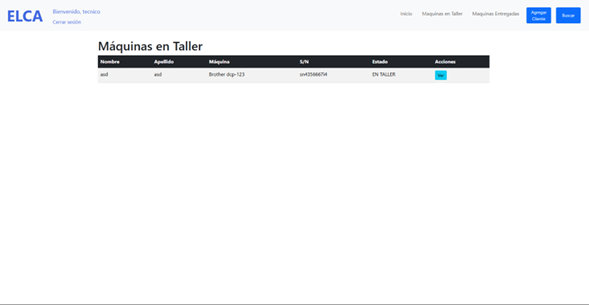 ELCA
Bienvenido, tecnico
Cerrar sesión
Inicio Maquinas en Taller Maquinas Entregadas Agregar Cliente Buscar
Máquinas en Taller
Nombre Apellido Máquina S/N Estado Acciones
asd asd Brother dcp-123 EN TALLER Ver